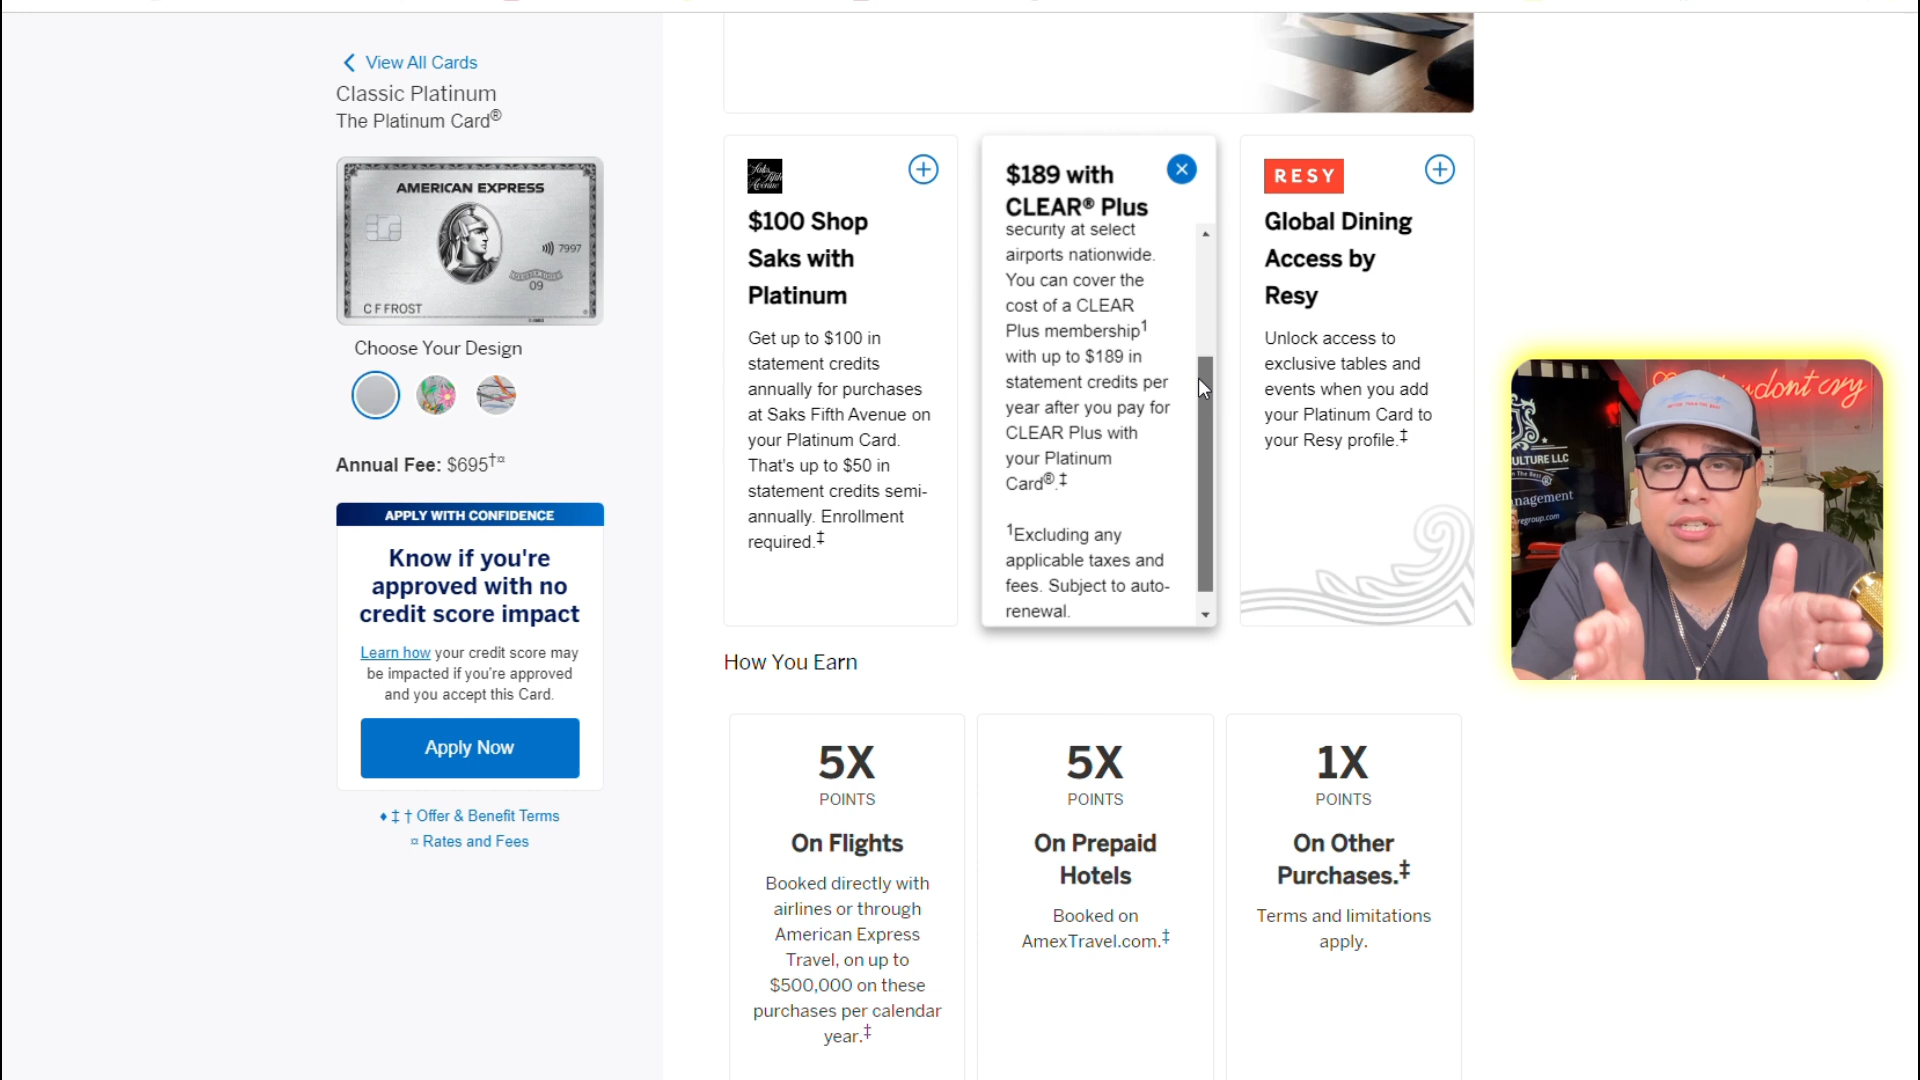 View All Cards
Classic Platinum
The Platinum Card®
AMERICAN EXPRESS
7997
MEMBER SINCE
09
C F FROST
Choose Your Design
Annual Fee: $695†¤
APPLY WITH CONFIDENCE
Know if you're
approved with no
credit score impact
Learn how your credit score may
be impacted if you're approved
and you accept this Card.
Apply Now
♦ ‡ † Offer & Benefit Terms
¤ Rates and Fees
Saks
Fifth
Avenue
$100 Shop
Saks with
Platinum
Get up to $100 in
statement credits
annually for purchases
at Saks Fifth Avenue on
your Platinum Card.
That's up to $50 in
statement credits semi-
annually. Enrollment
required.‡
$189 with
CLEAR® Plus
security at select
airports nationwide.
You can cover the
cost of a CLEAR
Plus membership1
with up to $189 in
statement credits per
year after you pay for
CLEAR Plus with
your Platinum
Card®.‡
1Excluding any
applicable taxes and
fees. Subject to auto-
renewal.
RESY
Global Dining
Access by
Resy
Unlock access to
exclusive tables and
events when you add
your Platinum Card to
your Resy profile.‡
How You Earn
5X
POINTS
On Flights
Booked directly with
airlines or through
American Express
Travel, on up to
$500,000 on these
purchases per calendar
year.‡
5X
POINTS
On Prepaid
Hotels
Booked on
AmexTravel.com.‡
1X
POINTS
On Other
Purchases.‡
Terms and limitations
apply.
dont cry
ULTURE LLC
nagement